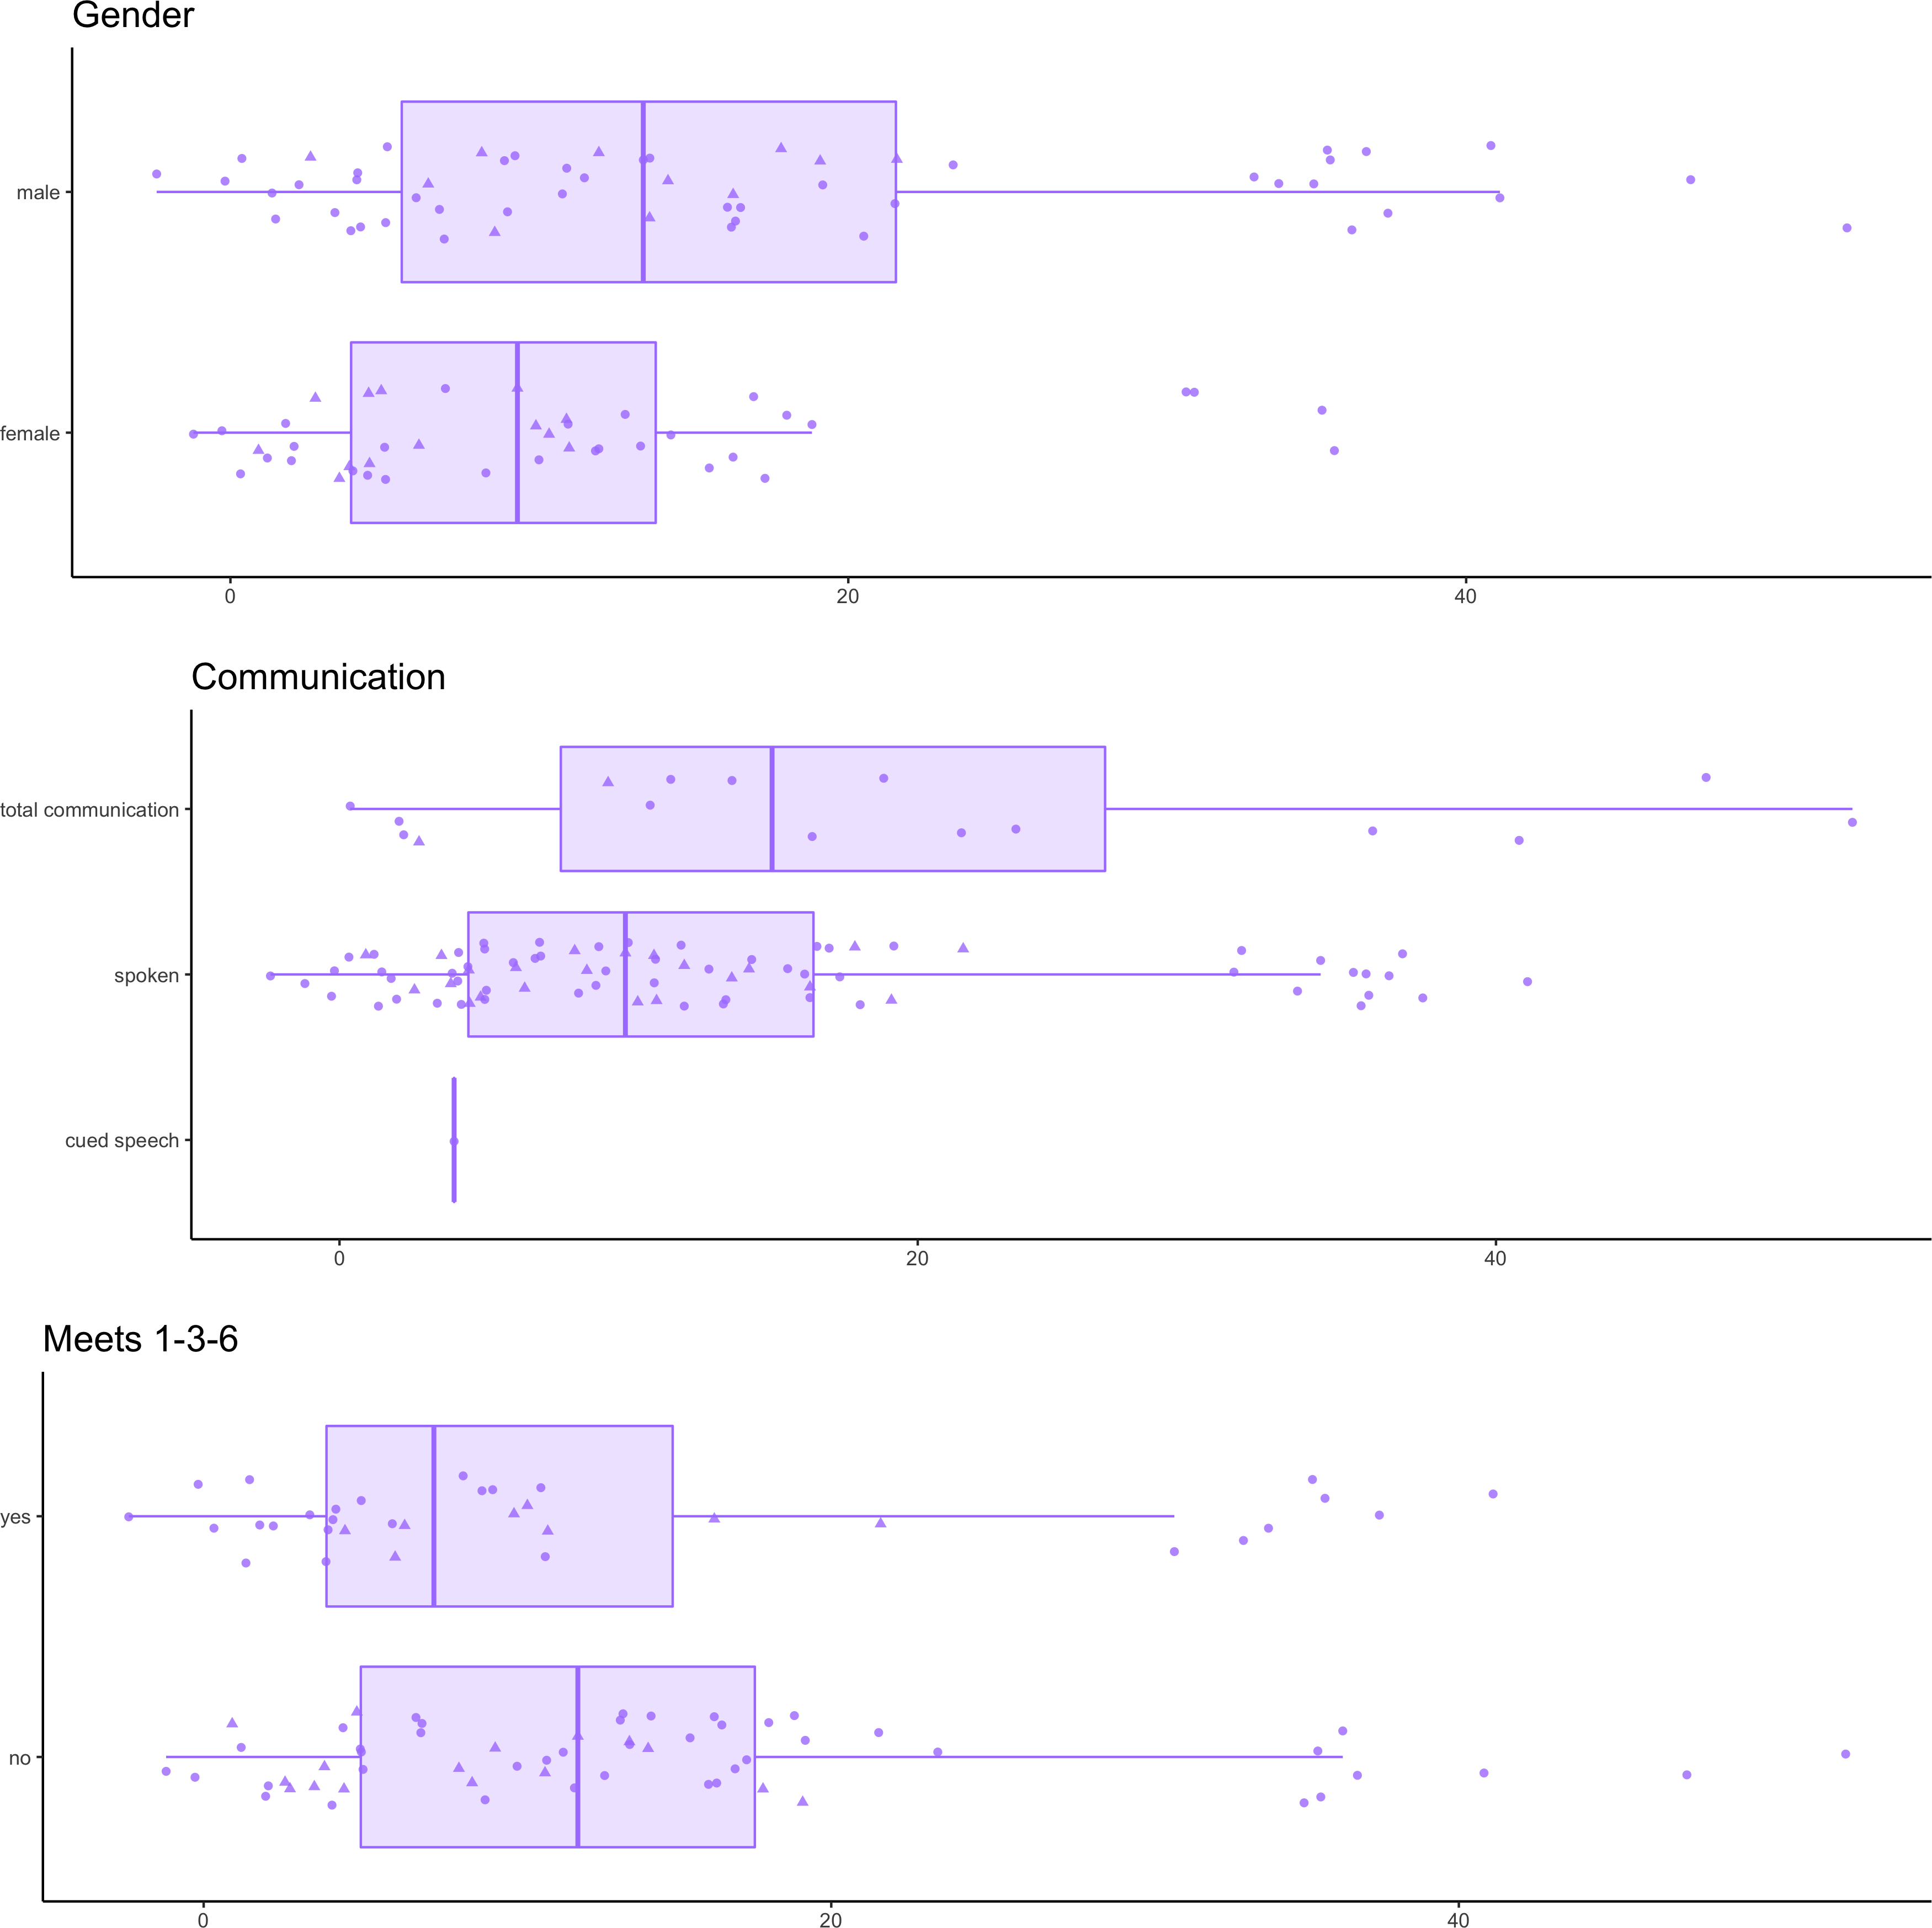 Gender
male
female
0 20 40
Communication
total communication
spoken
cued speech
0 20 40
Meets 1-3-6
yes
no
0 20 40